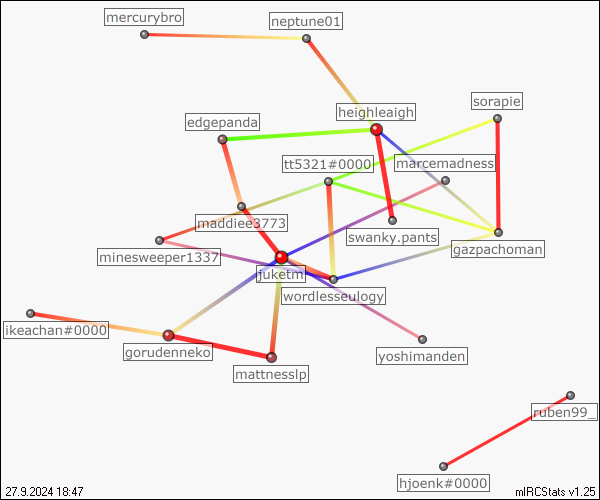 mercurybro
neptune01
sorapie
heighleaigh
edgepanda
tt5321#0000
marcemadness
maddiee3773
swanky.pants
gazpachoman
minesweeper1337
juketm
wordlesseulogy
ikeachan#0000
gorudenneko
yoshimanden
mattnesslp
ruben99_
hjoenk#0000
27.9.2024 18:47
mIRCStats v1.25